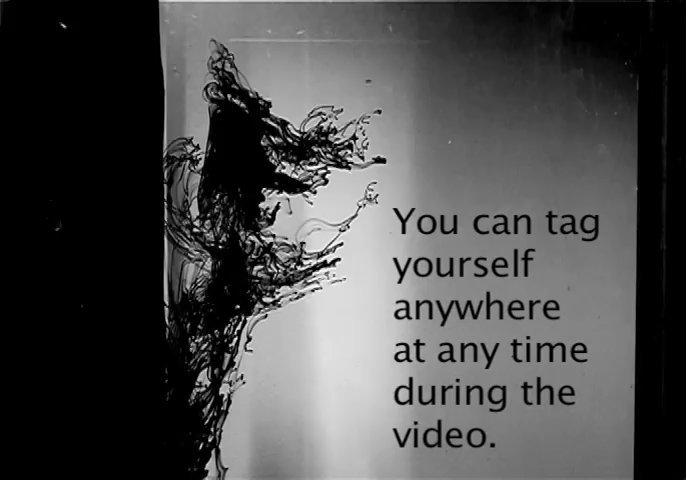 You can tag
yourself
anywhere
at any time
during the
video.